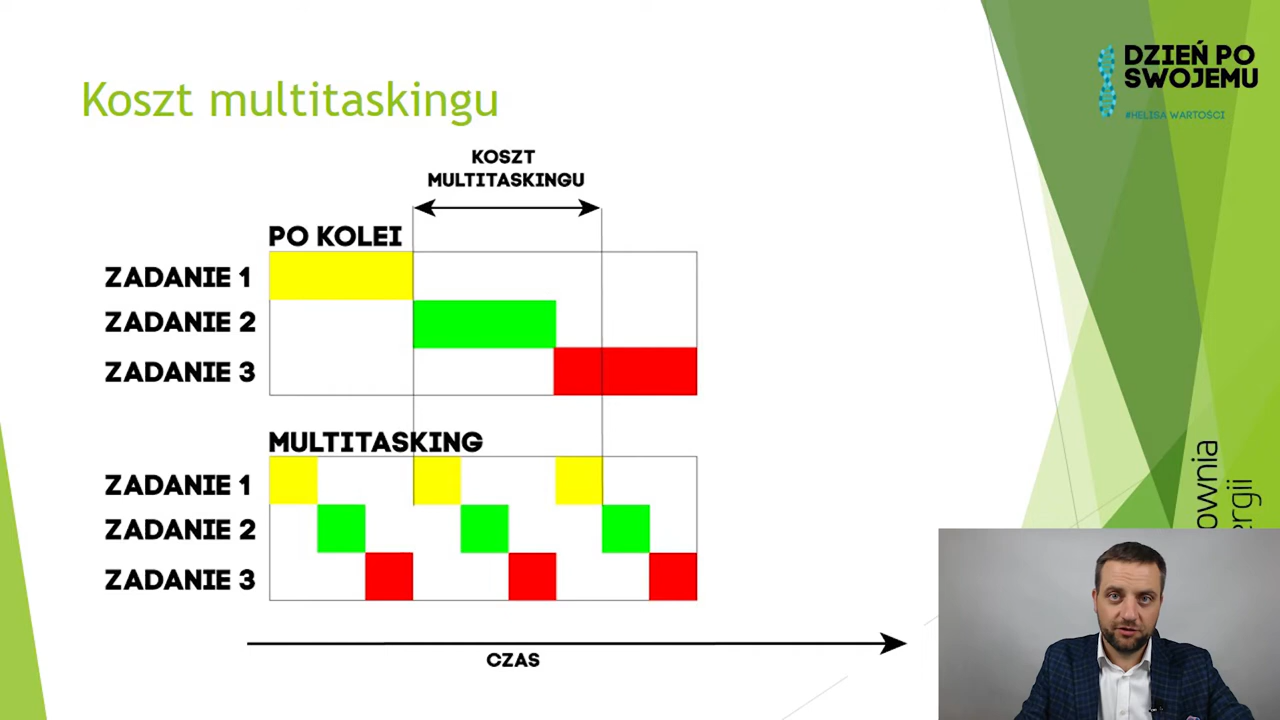 Koszt multitaskingu
DZIEŃ PO
SWOJEMU
#HELISA WARTOŚCI
KOSZT
MULTITASKINGU
PO KOLEI
ZADANIE 1
ZADANIE 2
ZADANIE 3
MULTITASKING
ZADANIE 1
ZADANIE 2
ZADANIE 3
CZAS